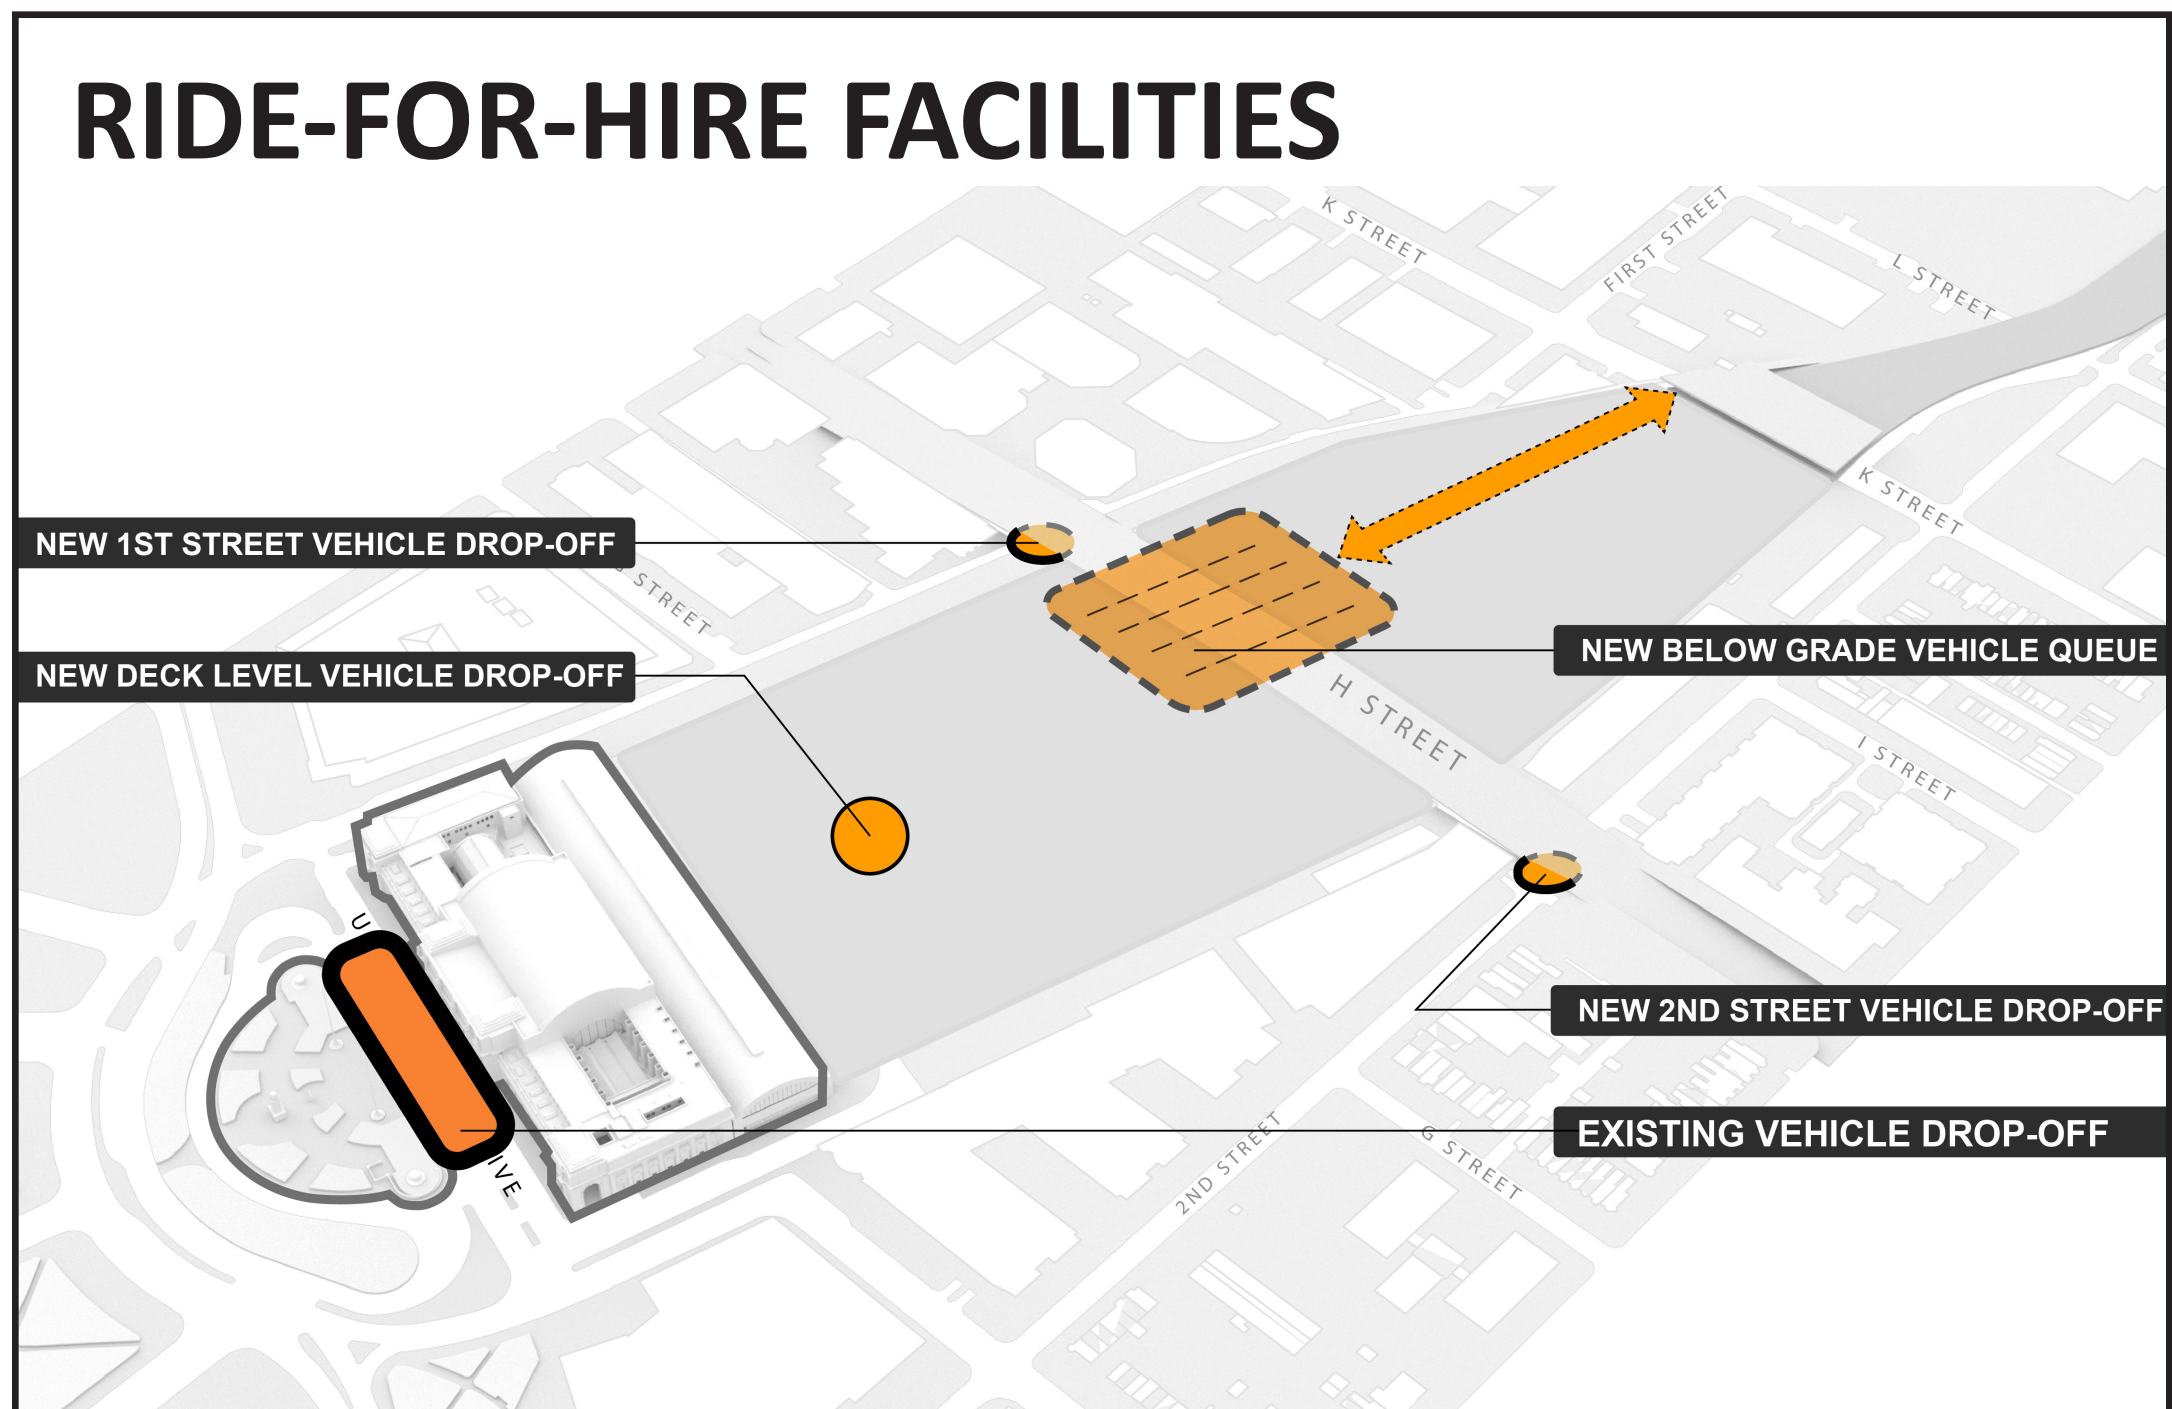 RIDE-FOR-HIRE FACILITIES
K STREET
FIRST STREET
L STREET
K STREET
NEW 1ST STREET VEHICLE DROP-OFF
STREET
NEW BELOW GRADE VEHICLE QUEUE
NEW DECK LEVEL VEHICLE DROP-OFF
H STREET
I STREET
NEW 2ND STREET VEHICLE DROP-OFF
EXISTING VEHICLE DROP-OFF
2ND STREET
G STREET